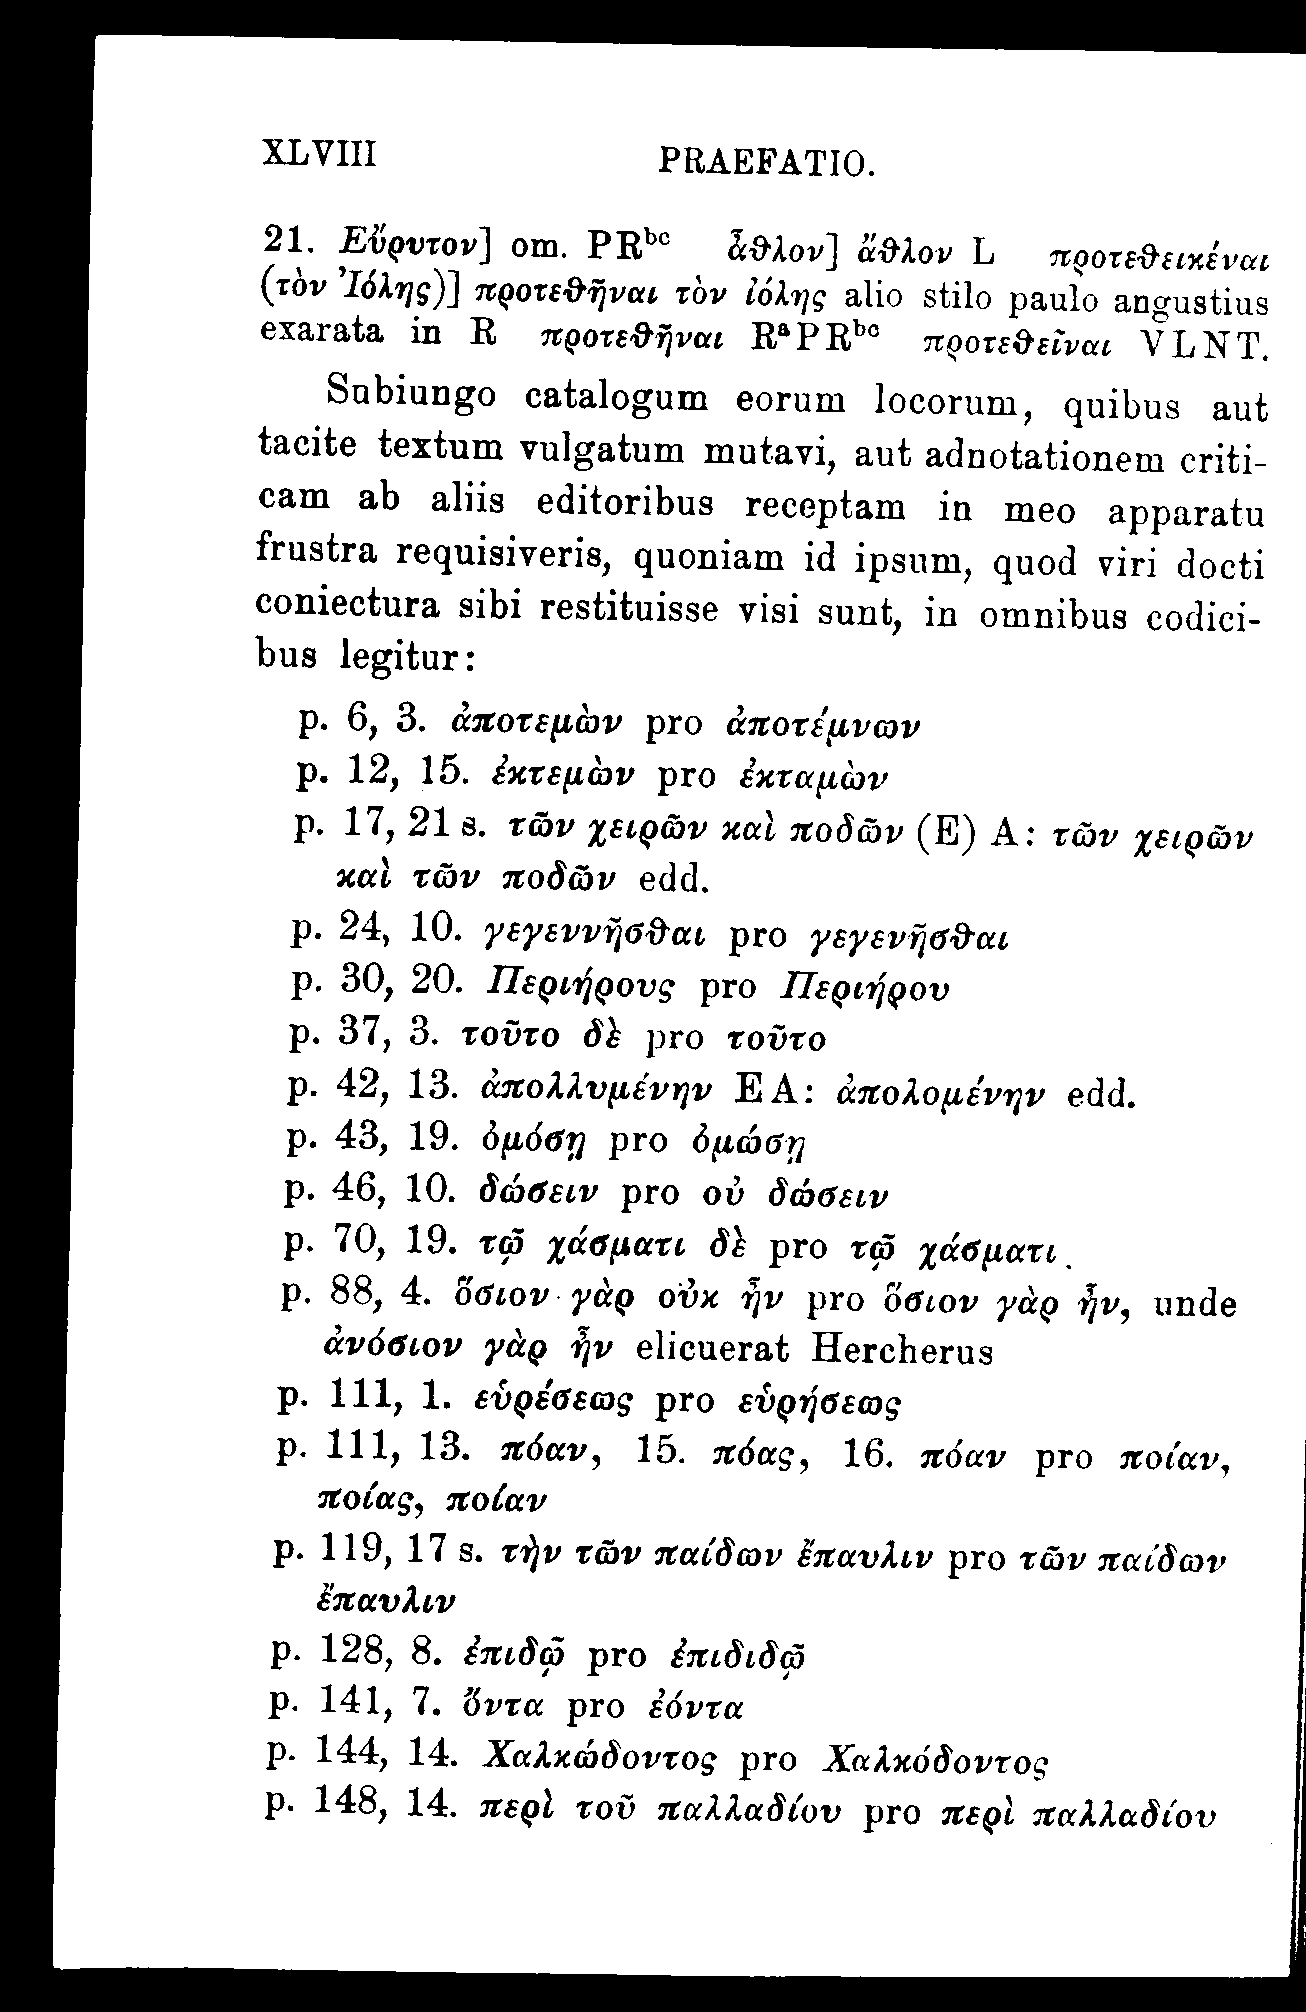 XLVIII PRAEFATIO.
21. Εὔρυτον] om. PRᵇᶜ ἆϑλον] ἄϑλον L προτεϑεικέναι
(τὸν Ἰόλης)] προτεϑῆναι τὸν ἰόλης alio stilo paulo angustius
exarata in R προτεϑῆναι RᵃPRᵇᶜ προτεϑεῖναι VLNT.
Subiungo catalogum eorum locorum, quibus aut
tacite textum vulgatum mutavi, aut adnotationem criti-
cam ab aliis editoribus receptam in meo apparatu
frustra requisiveris, quoniam id ipsum, quod viri docti
coniectura sibi restituisse visi sunt, in omnibus codici-
bus legitur:
p. 6, 3. ἀποτεμὼν pro ἀποτέμνων
p. 12, 15. ἐκτεμὼν pro ἐκταμὼν
p. 17, 21 s. τῶν χειρῶν καὶ ποδῶν (E) A: τῶν χειρῶν
καὶ τῶν ποδῶν edd.
p. 24, 10. γεγεννῆσϑαι pro γεγενῆσϑαι
p. 30, 20. Περιήρους pro Περιήρου
p. 37, 3. τοῦτο δὲ pro τοῦτο
p. 42, 13. ἀπολλυμένην EA: ἀπολομένην edd.
p. 43, 19. ὀμόσῃ pro ὀμώσῃ
p. 46, 10. δώσειν pro οὐ δώσειν
p. 70, 19. τῷ χάσματι δὲ pro τῷ χάσματι.
p. 88, 4. ὅσιον γὰρ οὐκ ἦν pro ὅσιον γὰρ ἦν, unde
ἀνόσιον γὰρ ἦν elicuerat Hercherus
p. 111, 1. εὑρέσεως pro εὑρήσεως
p. 111, 13. πόαν, 15. πόας, 16. πόαν pro ποίαν,
ποίας, ποίαν
p. 119, 17 s. τὴν τῶν παίδων ἔπαυλιν pro τῶν παίδων
ἔπαυλιν
p. 128, 8. ἐπιδῷ pro ἐπιδιδῷ
p. 141, 7. ὄντα pro ἐόντα
p. 144, 14. Χαλκώδοντος pro Χαλκόδοντος
p. 148, 14. περὶ τοῦ παλλαδίου pro περὶ παλλαδίου